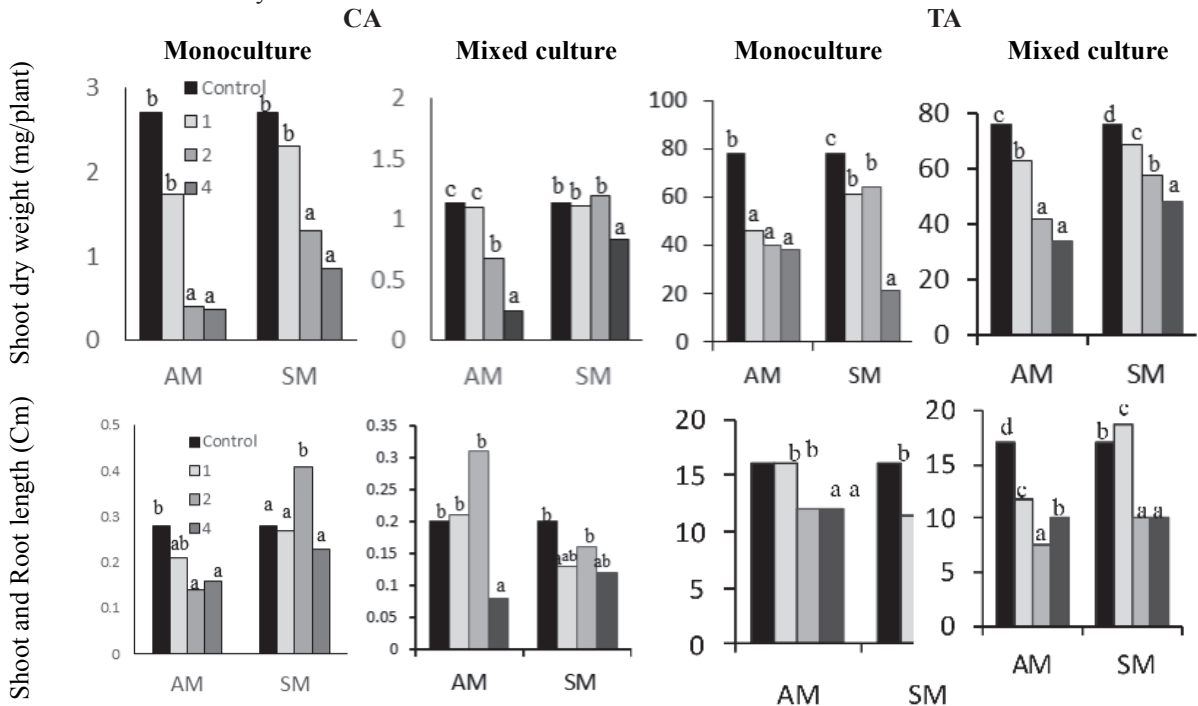 CA
TA
Monoculture
Mixed culture
Monoculture
Mixed culture
Shoot dry weight (mg/plant)
3
2
1
0
b
b
a
a
b
b
a
a
Control
1
2
4
AM
SM
2
1.5
1
0.5
0
c
c
b
a
b
b
b
a
AM
SM
100
80
60
40
20
0
b
a
a
a
c
b
b
a
AM
SM
80
60
40
20
0
c
b
a
a
d
c
b
a
AM
SM
Shoot and Root length (Cm)
0.5
0.4
0.3
0.2
0.1
0
b
ab
a
a
a
a
b
a
Control
1
2
4
AM
SM
0.35
0.3
0.25
0.2
0.15
0.1
0.05
0
b
b
b
a
b
ab
b
ab
AM
SM
20
15
10
5
0
b
b
a
a
b
AM
SM
20
15
10
5
0
d
c
a
b
b
c
a
a
AM
SM